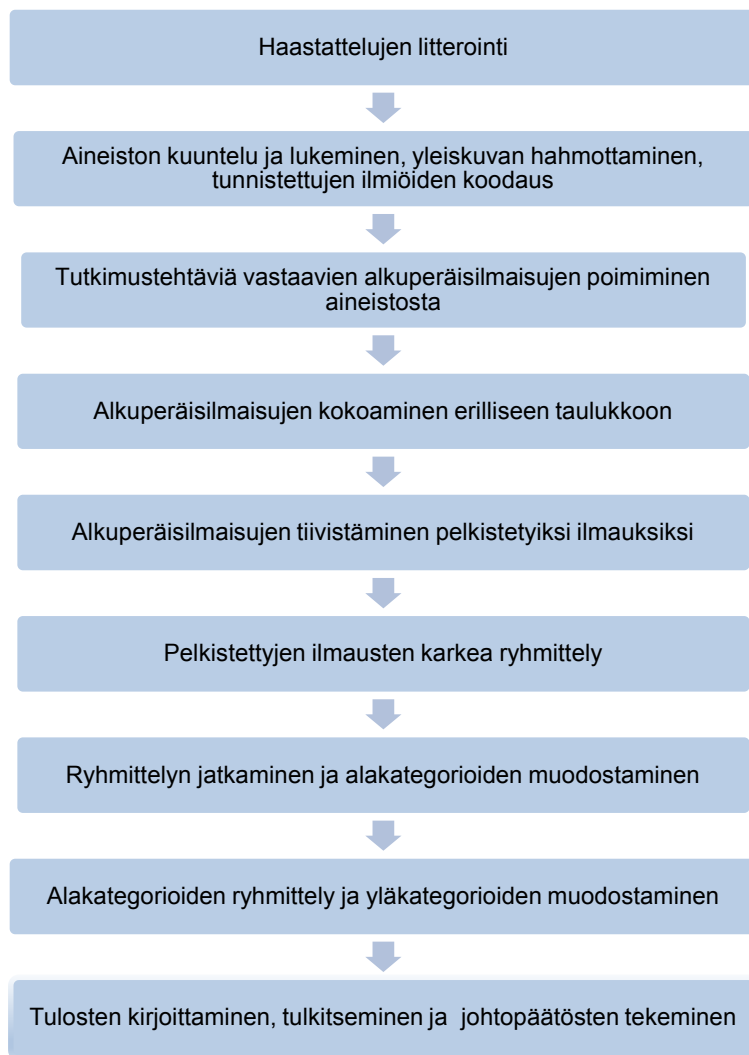 Haastattelujen litterointi
Aineiston kuuntelu ja lukeminen, yleiskuvan hahmottaminen,
tunnistettujen ilmiöiden koodaus
Tutkimustehtäviä vastaavien alkuperäisilmaisujen poimiminen
aineistosta
Alkuperäisilmaisujen kokoaminen erilliseen taulukkoon
Alkuperäisilmaisujen tiivistäminen pelkistetyiksi ilmauksiksi
Pelkistettyjen ilmausten karkea ryhmittely
Ryhmittelyn jatkaminen ja alakategorioiden muodostaminen
Alakategorioiden ryhmittely ja yläkategorioiden muodostaminen
Tulosten kirjoittaminen, tulkitseminen ja johtopäätösten tekeminen